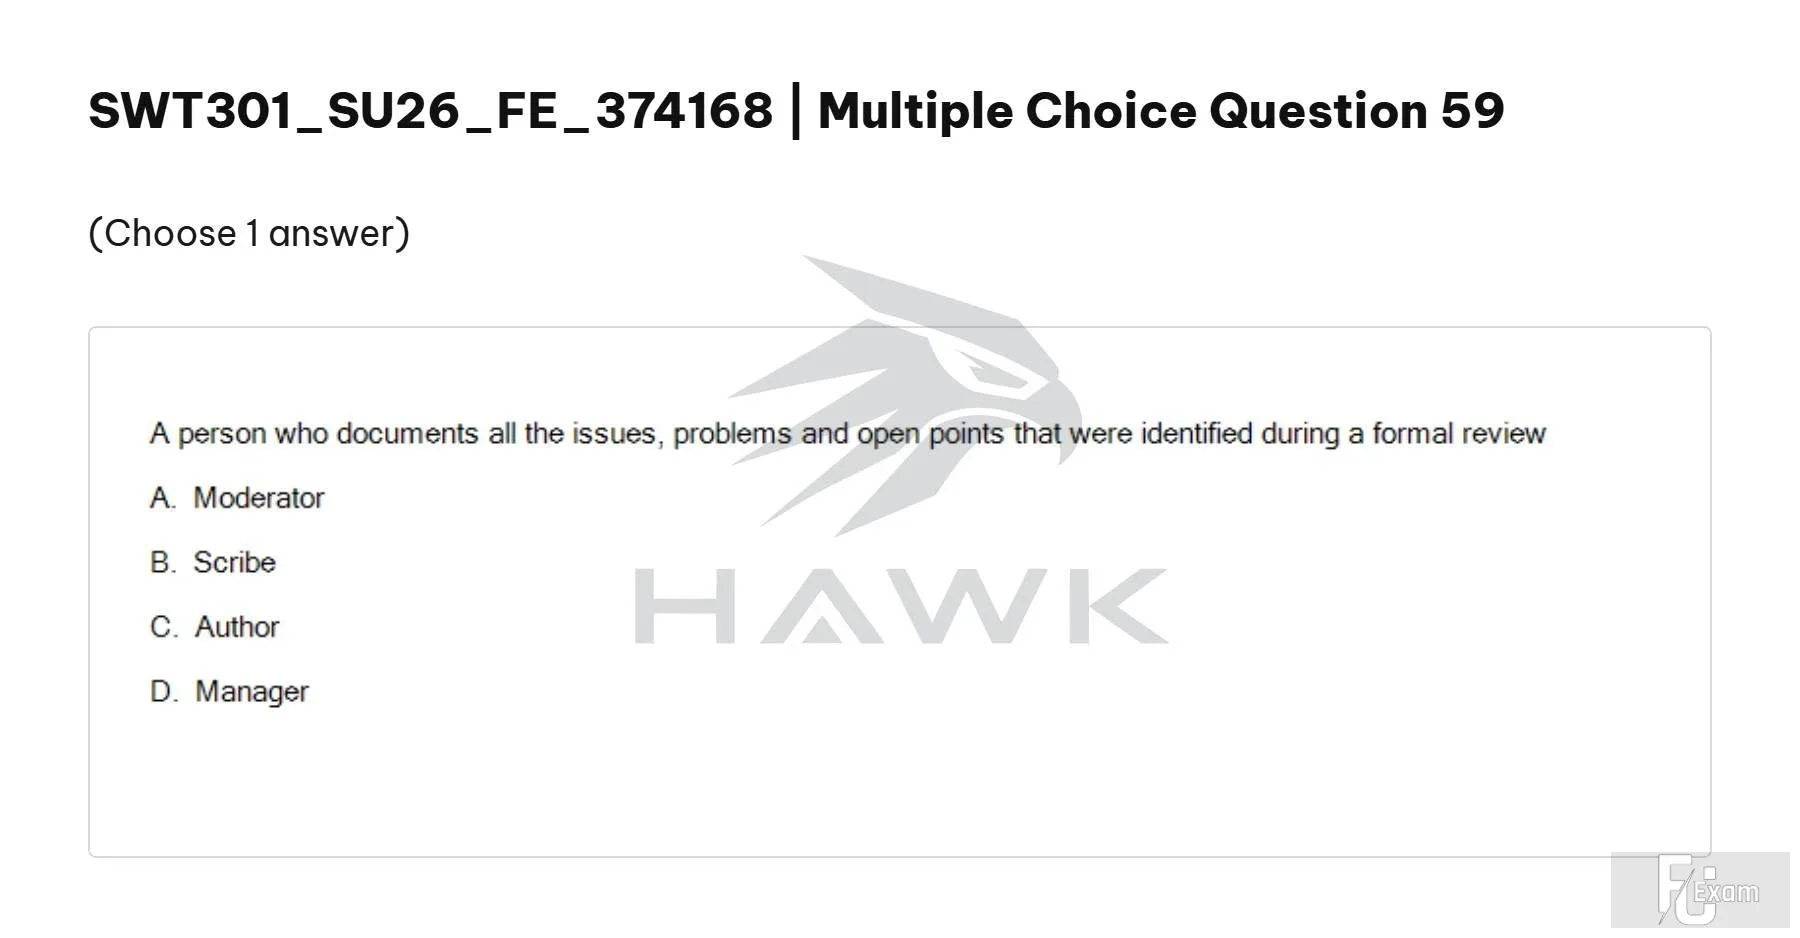 SWT301_SU26_FE_374168 | Multiple Choice Question 59
(Choose 1 answer)
A person who documents all the issues, problems and open points that were identified during a formal review
A. Moderator
B. Scribe
C. Author
D. Manager
HAWK
FU Exam